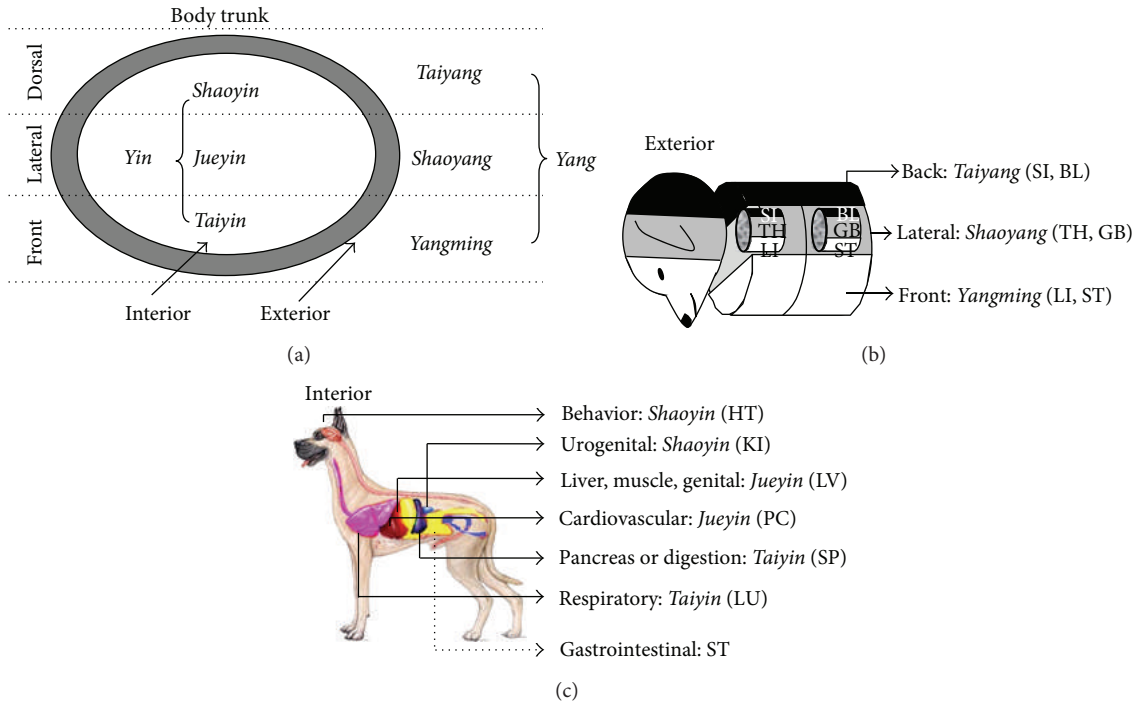 Body trunk
Dorsal
Lateral
Front
Shaoyin
Yin
Jueyin
Taiyin
Taiyang
Shaoyang
Yang
Yangming
Interior
Exterior
(a)
Exterior
SI
TH
LI
BL
GB
ST
Back: Taiyang (SI, BL)
Lateral: Shaoyang (TH, GB)
Front: Yangming (LI, ST)
(b)
Interior
Behavior: Shaoyin (HT)
Urogenital: Shaoyin (KI)
Liver, muscle, genital: Jueyin (LV)
Cardiovascular: Jueyin (PC)
Pancreas or digestion: Taiyin (SP)
Respiratory: Taiyin (LU)
Gastrointestinal: ST
(c)